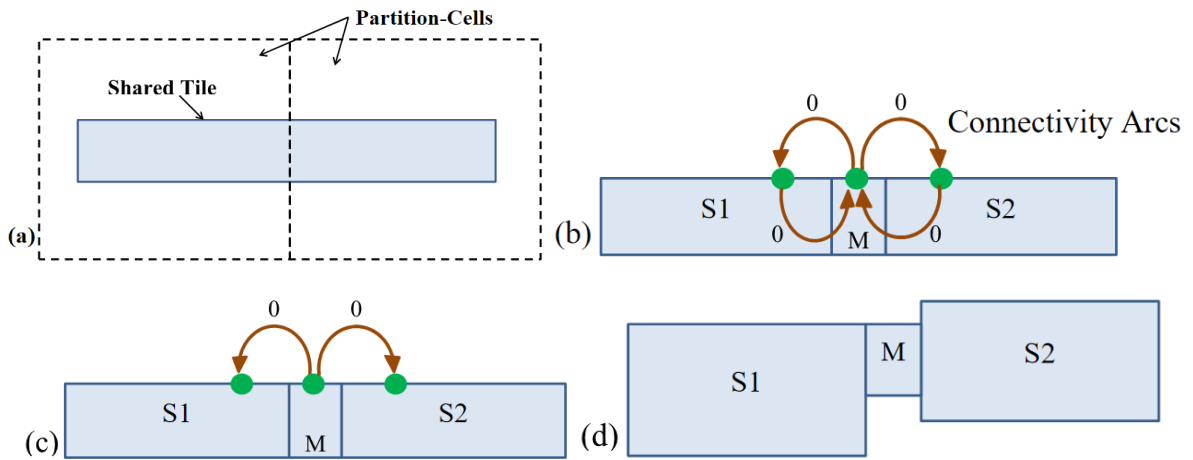 Partition-Cells
Shared Tile
(a)
0 0
Connectivity Arcs
S1 S2
0 M 0
(b)
0 0
S1 S2
M
(c)
M
S1 S2
(d)